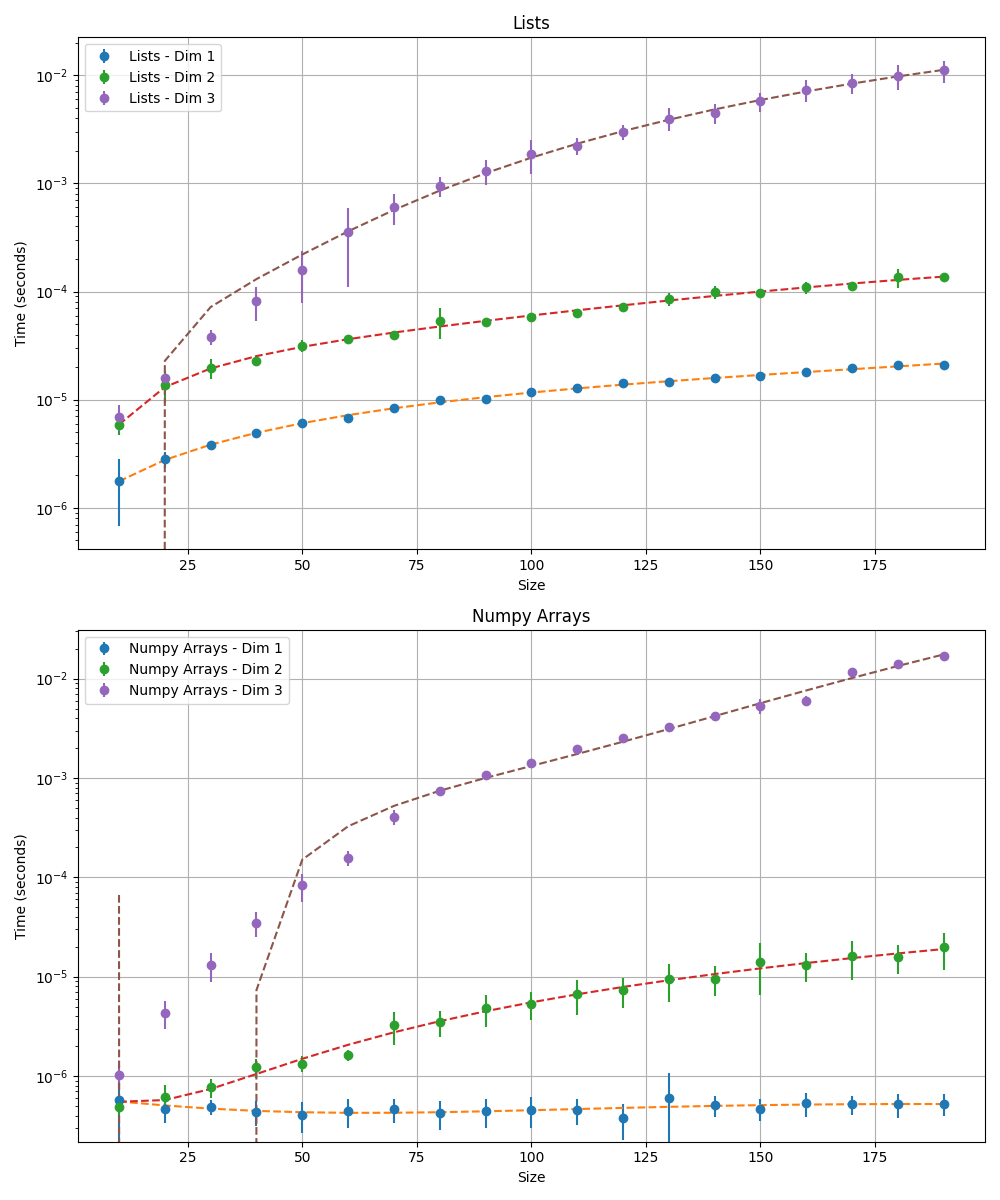 Lists
Lists - Dim 1
Lists - Dim 2
Lists - Dim 3
Time (seconds)
10⁻²
10⁻³
10⁻⁴
10⁻⁵
10⁻⁶
25 50 75 100 125 150 175
Size
Numpy Arrays
Numpy Arrays - Dim 1
Numpy Arrays - Dim 2
Numpy Arrays - Dim 3
Time (seconds)
10⁻²
10⁻³
10⁻⁴
10⁻⁵
10⁻⁶
25 50 75 100 125 150 175
Size